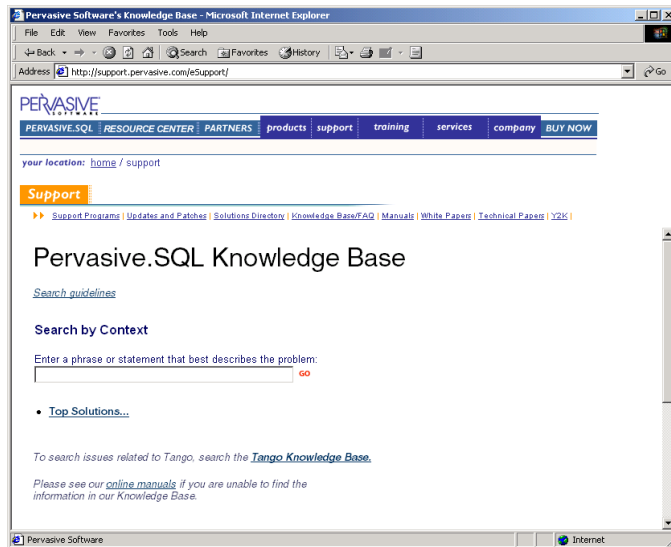 Pervasive Software's Knowledge Base - Microsoft Internet Explorer
File Edit View Favorites Tools Help
Back Search Favorites History
Address http://support.pervasive.com/eSupport/ Go
PERVASIVE
SOFTWARE
PERVASIVE.SQL RESOURCE CENTER PARTNERS products support training services company BUY NOW
your location: home / support
Support
Support Programs | Updates and Patches | Solutions Directory | Knowledge Base/FAQ | Manuals | White Papers | Technical Papers | Y2K |
Pervasive.SQL Knowledge Base
Search guidelines
Search by Context
Enter a phrase or statement that best describes the problem:
GO
• Top Solutions...
To search issues related to Tango, search the Tango Knowledge Base.
Please see our online manuals if you are unable to find the
information in our Knowledge Base.
Pervasive Software Internet